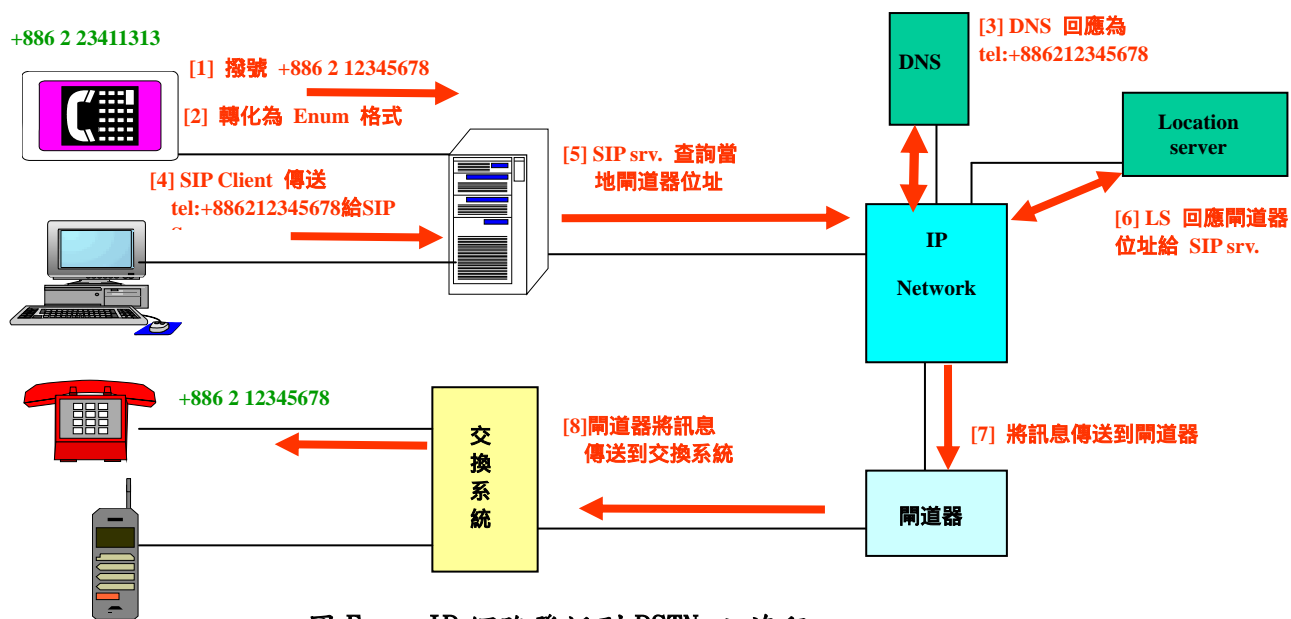 +886 2 23411313
[1] 撥號 +886 2 12345678
[2] 轉化為 Enum 格式
[3] DNS 回應為
tel:+886212345678
DNS
Location
server
[4] SIP Client 傳送
tel:+886212345678給SIP
[5] SIP srv. 查詢當
地閘道器位址
[6] LS 回應閘道器
位址給 SIP srv.
IP
Network
+886 2 12345678
交
換
系
統
[8]閘道器將訊息
傳送到交換系統
[7] 將訊息傳送到閘道器
閘道器